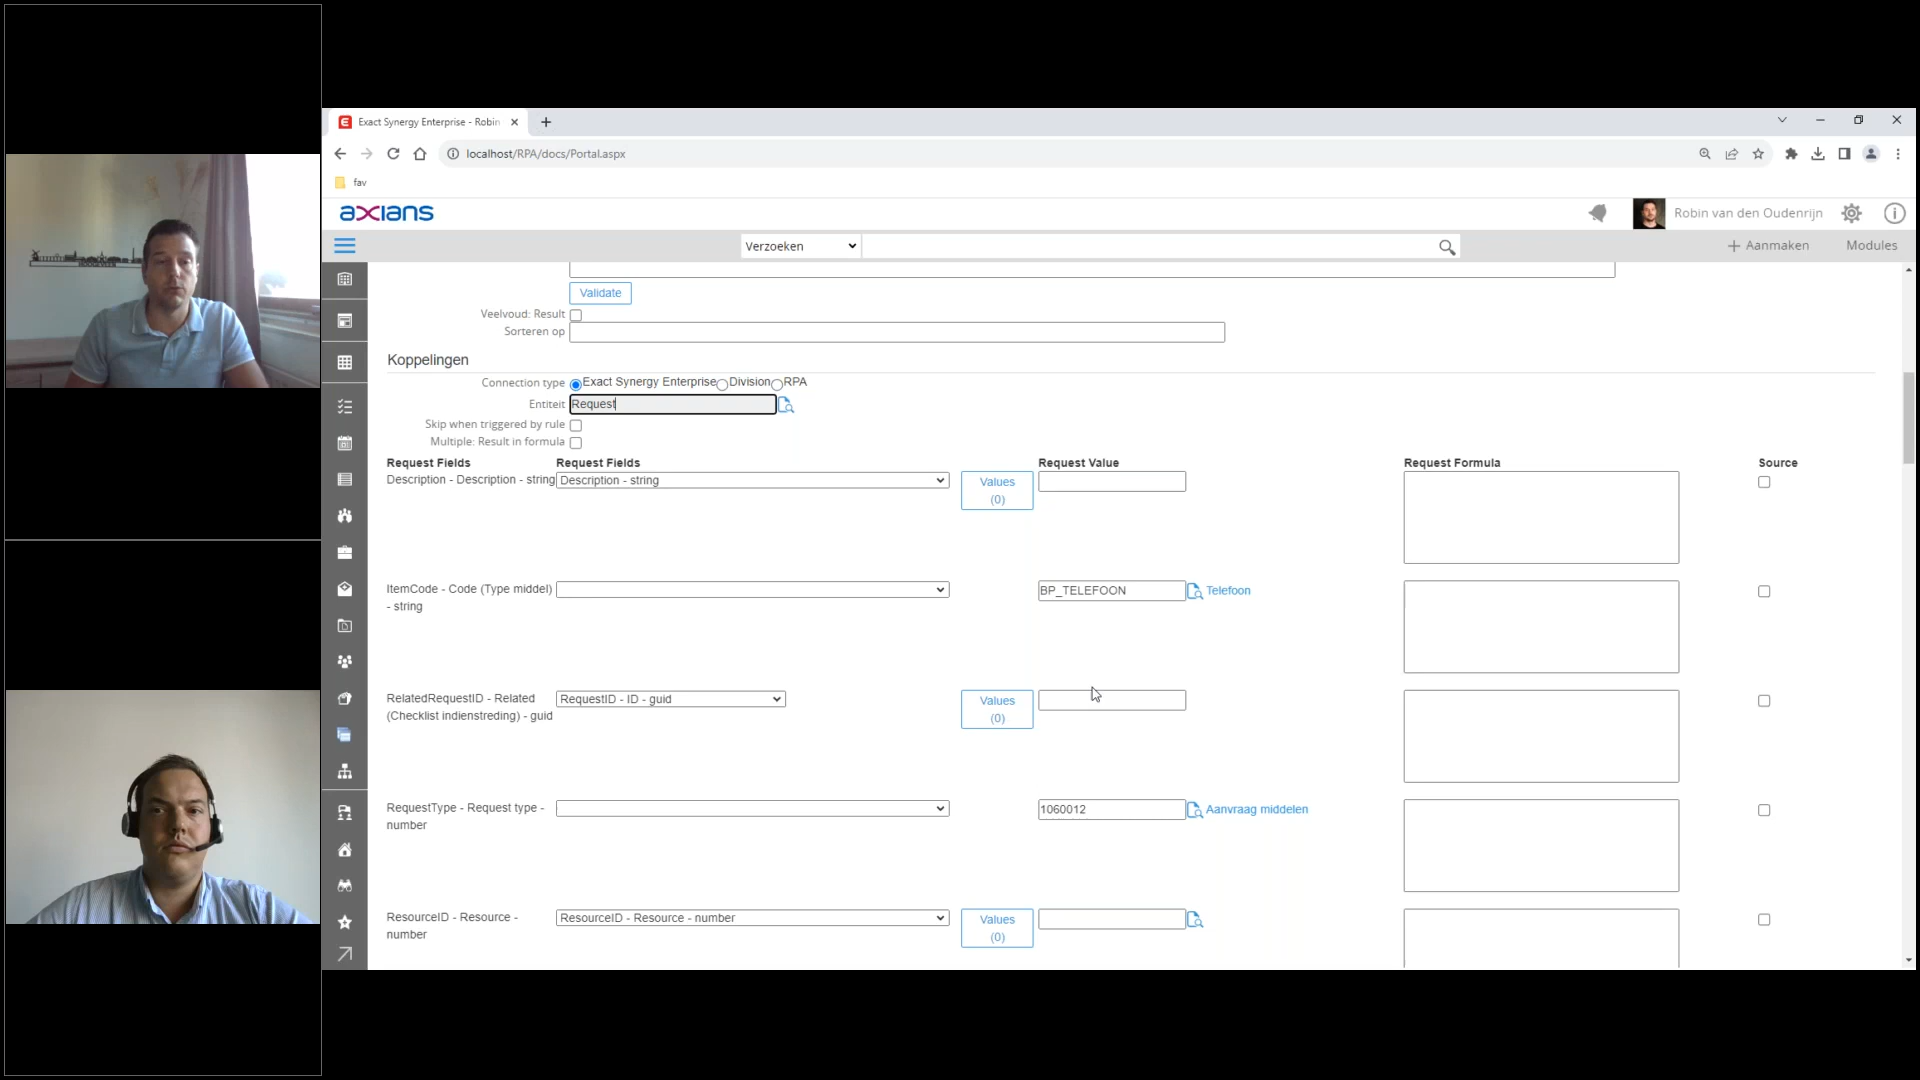 Exact Synergy Enterprise - Robin
localhost/RPA/docs/Portal.aspx
fav
axians
Robin van den Oudenrijn
Verzoeken
Aanmaken
Modules
Validate
Veelvoud: Result
Sorteren op
Koppelingen
Connection type Exact Synergy Enterprise Division RPA
Entiteit Request
Skip when triggered by rule
Multiple: Result in formula
Request Fields Request Fields Request Value Request Formula Source
Description - Description - string Description - string Values
(0)
ItemCode - Code (Type middel) BP_TELEFOON Telefoon
- string
RelatedRequestID - Related RequestID - ID - guid Values
(Checklist indienstreding) - guid (0)
RequestType - Request type - 1060012 Aanvraag middelen
number
ResourceID - Resource - ResourceID - Resource - number Values
number (0)